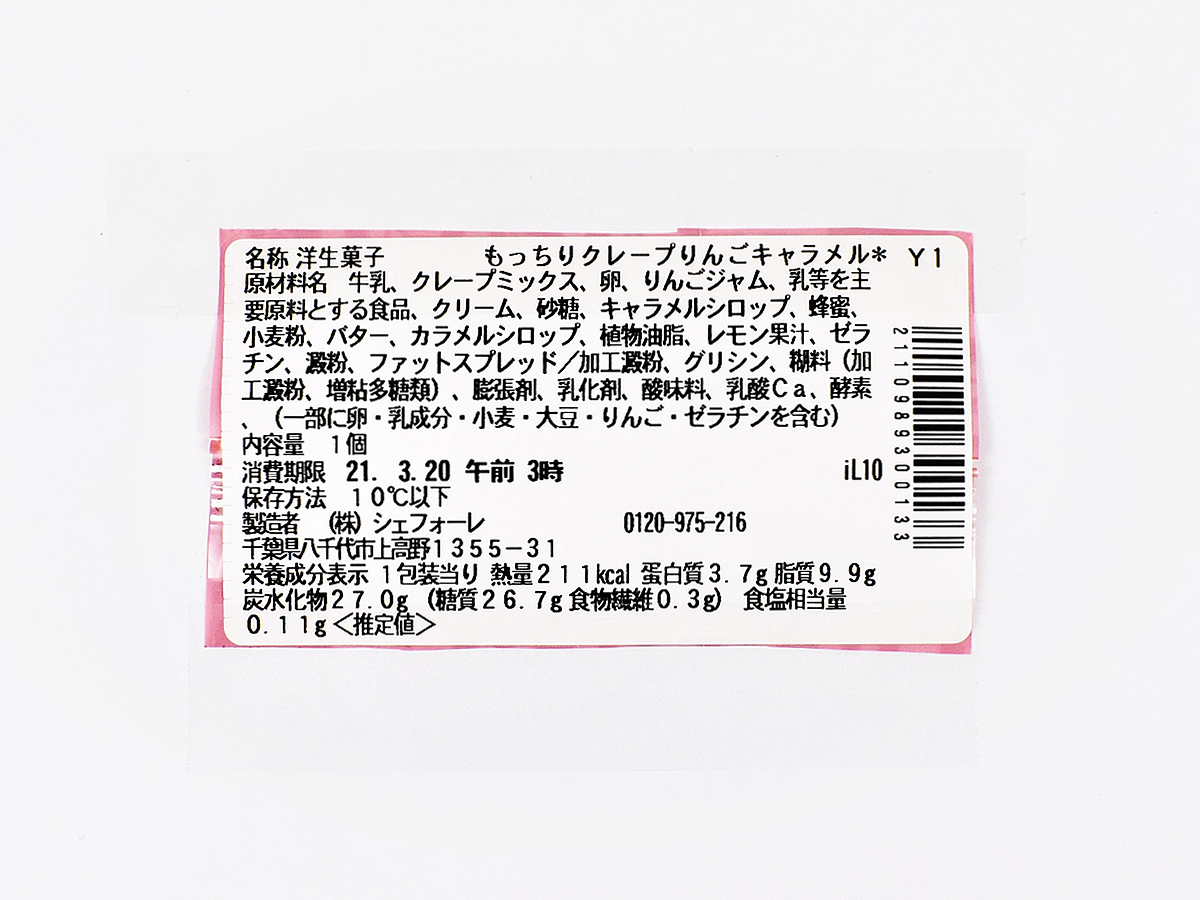 名称 洋生菓子 もっちりクレープりんごキャラメル* Y1
原材料名 牛乳、クレープミックス、卵、りんごジャム、乳等を主
要原料とする食品、クリーム、砂糖、キャラメルシロップ、蜂蜜、
小麦粉、バター、カラメルシロップ、植物油脂、レモン果汁、ゼラ
チン、澱粉、ファットスプレッド/加工澱粉、グリシン、糊料(加
工澱粉、増粘多糖類)、膨張剤、乳化剤、酸味料、乳酸Ca、酵素
、(一部に卵・乳成分・小麦・大豆・りんご・ゼラチンを含む)
内容量 1個
消費期限 21. 3.20 午前 3時 iL10
保存方法 10℃以下
製造者 (株)シェフォーレ 0120-975-216
千葉県八千代市上高野1355-31
栄養成分表示 1包装当り 熱量211kcal 蛋白質3.7g 脂質9.9g
炭水化物27.0g (糖質26.7g 食物繊維0.3g) 食塩相当量
0.11g<推定値>
2111098930133